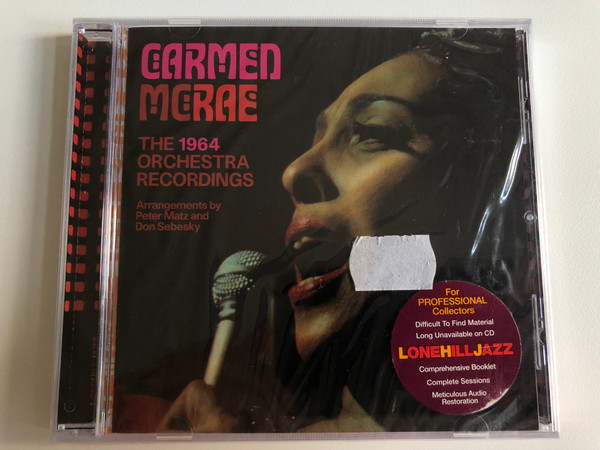 CARMEN
MCRAE
THE 1964
ORCHESTRA
RECORDINGS
Arrangements by
Peter Matz and
Don Sebesky
For
PROFESSIONAL
Collectors
Difficult To Find Material
Long Unavailable on CD
LONEHILLJAZZ
Comprehensive Booklet
Complete Sessions
Meticulous Audio
Restoration